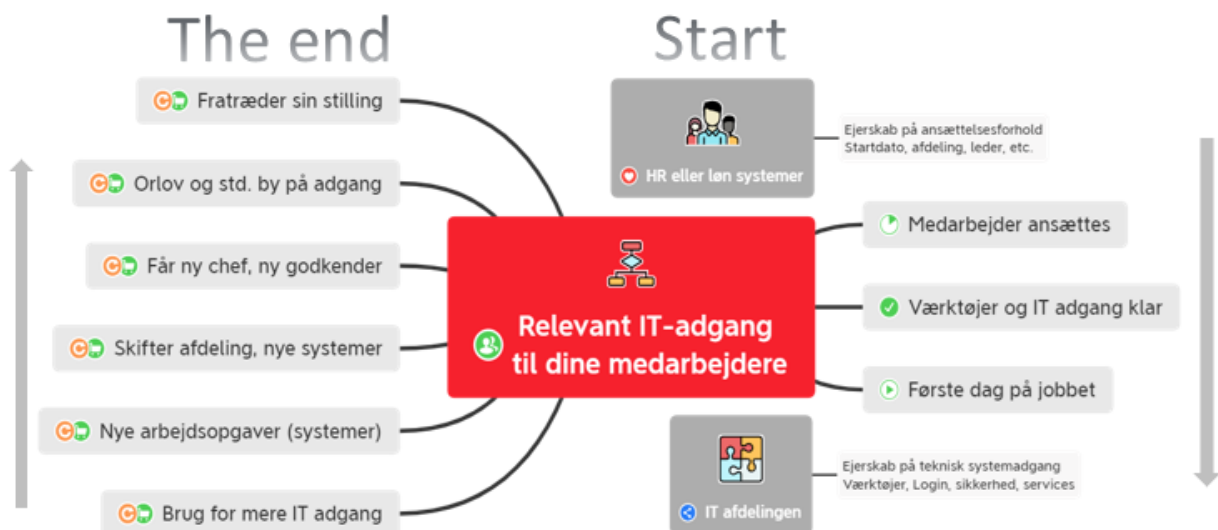 The end
Start
Fratræder sin stilling
Orlov og std. by på adgang
Får ny chef, ny godkender
Skifter afdeling, nye systemer
Nye arbejdsopgaver (systemer)
Brug for mere IT adgang
Relevant IT-adgang
til dine medarbejdere
HR eller løn systemer
Ejerskab på ansættelsesforhold
Startdato, afdeling, leder, etc.
Medarbejder ansættes
Værktøjer og IT adgang klar
Første dag på jobbet
IT afdelingen
Ejerskab på teknisk systemadgang
Værktøjer, Login, sikkerhed, services